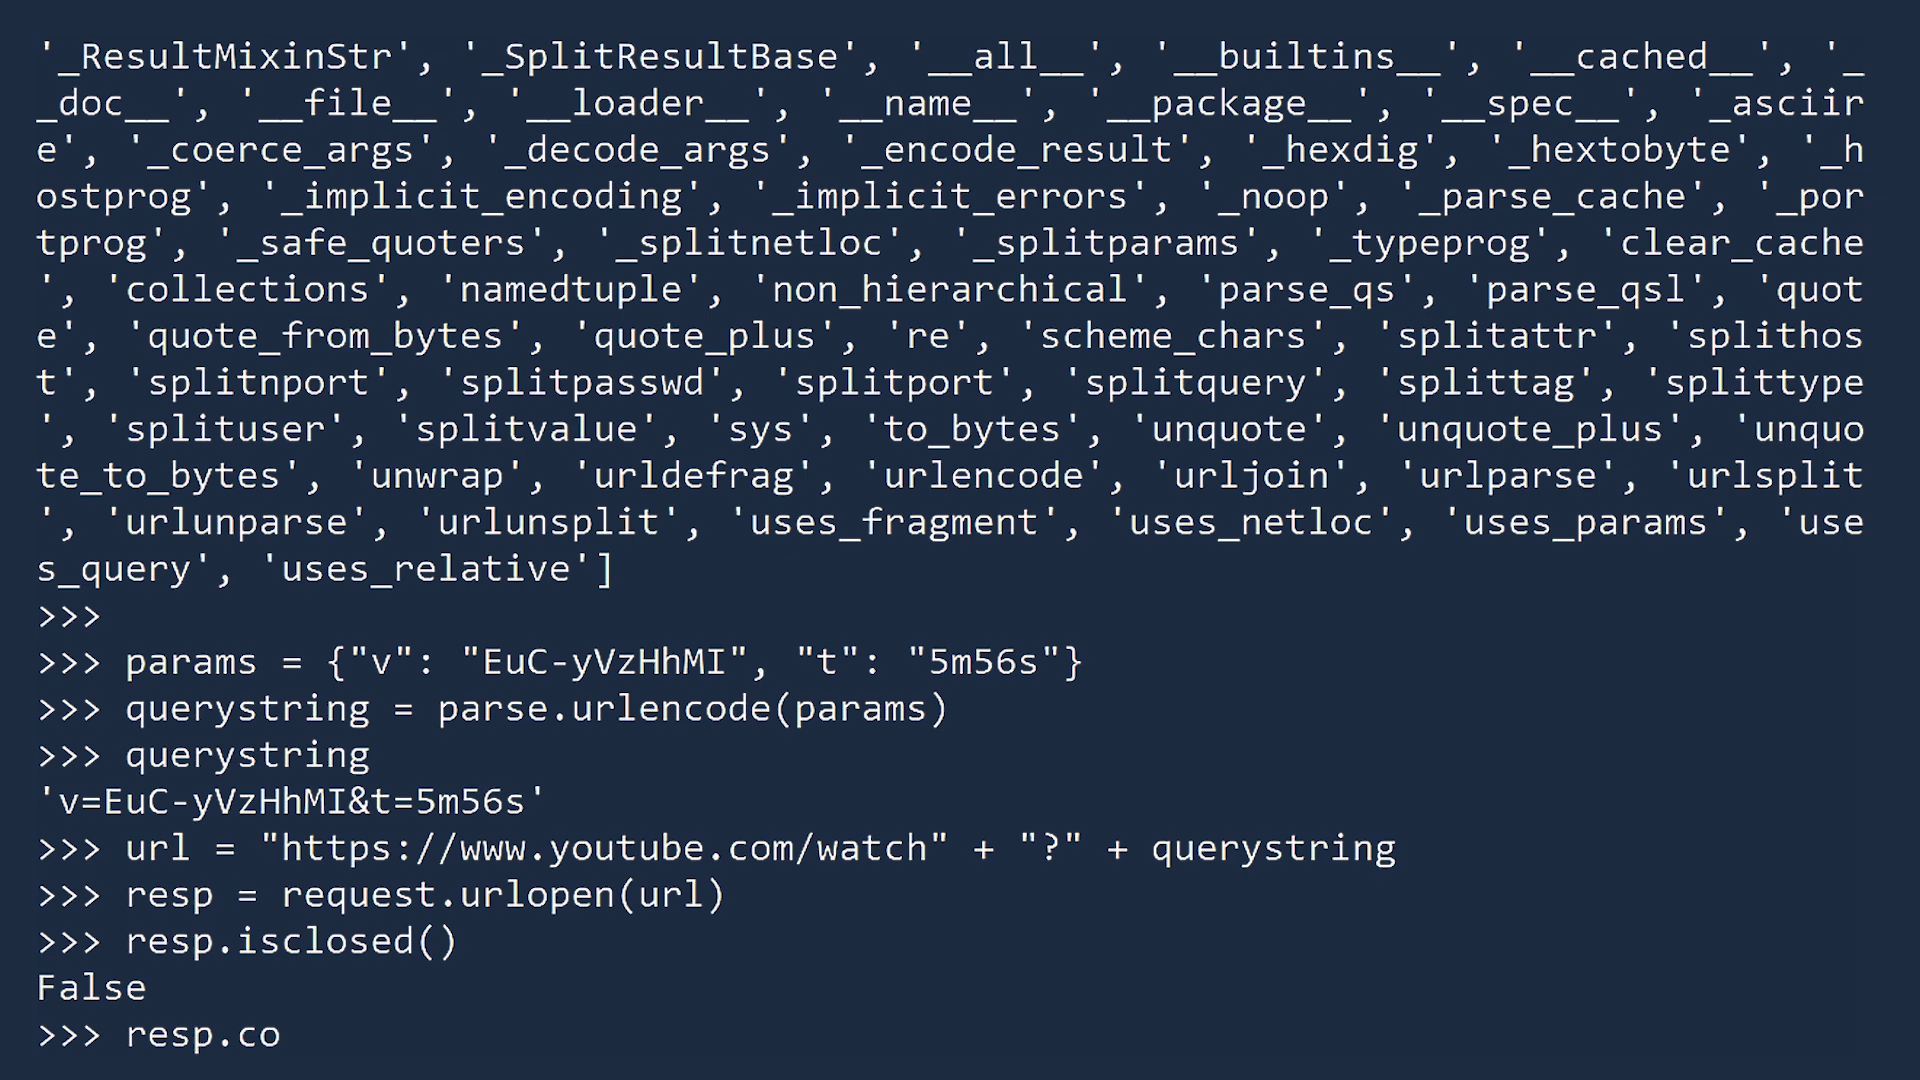 '_ResultMixinStr', '_SplitResultBase', '__all__', '__builtins__', '__cached__', '_
_doc__', '__file__', '__loader__', '__name__', '__package__', '__spec__', '_asciir
e', '_coerce_args', '_decode_args', '_encode_result', '_hexdig', '_hextobyte', '_h
ostprog', '_implicit_encoding', '_implicit_errors', '_noop', '_parse_cache', '_por
tprog', '_safe_quoters', '_splitnetloc', '_splitparams', '_typeprog', 'clear_cache
', 'collections', 'namedtuple', 'non_hierarchical', 'parse_qs', 'parse_qsl', 'quot
e', 'quote_from_bytes', 'quote_plus', 're', 'scheme_chars', 'splitattr', 'splithos
t', 'splitnport', 'splitpasswd', 'splitport', 'splitquery', 'splittag', 'splittype
', 'splituser', 'splitvalue', 'sys', 'to_bytes', 'unquote', 'unquote_plus', 'unquo
te_to_bytes', 'unwrap', 'urldefrag', 'urlencode', 'urljoin', 'urlparse', 'urlsplit
', 'urlunparse', 'urlunsplit', 'uses_fragment', 'uses_netloc', 'uses_params', 'use
s_query', 'uses_relative']
>>>
>>> params = {"v": "EuC-yVzHhMI", "t": "5m56s"}
>>> querystring = parse.urlencode(params)
>>> querystring
'v=EuC-yVzHhMI&t=5m56s'
>>> url = "https://www.youtube.com/watch" + "?" + querystring
>>> resp = request.urlopen(url)
>>> resp.isclosed()
False
>>> resp.co